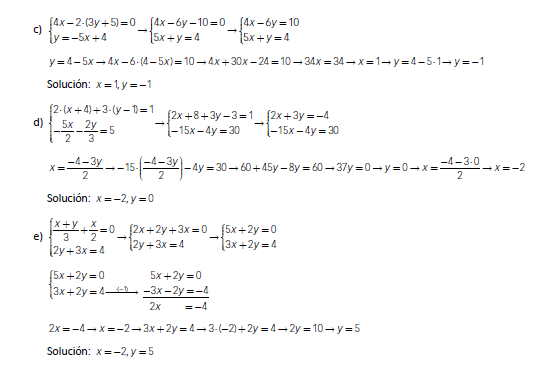 c) {4x − 2·(3y + 5) = 0 → {4x − 6y − 10 = 0 → {4x − 6y = 10
{y = −5x + 4 {5x + y = 4 {5x + y = 4
y = 4 − 5x → 4x − 6·(4 − 5x) = 10 → 4x + 30x − 24 = 10 → 34x = 34 → x = 1 → y = 4 − 5·1 → y = −1
Solución: x = 1, y = −1
d) {2·(x + 4) + 3·(y − 1) = 1 → {2x + 8 + 3y − 3 = 1 → {2x + 3y = −4
{−5x/2 − 2y/3 = 5 {−15x − 4y = 30 {−15x − 4y = 30
x = (−4 − 3y)/2 → −15·((−4 − 3y)/2) − 4y = 30 → 60 + 45y − 8y = 60 → 37y = 0 → y = 0 → x = (−4 − 3·0)/2 → x = −2
Solución: x = −2, y = 0
e) {(x + y)/3 + x/2 = 0 → {2x + 2y + 3x = 0 → {5x + 2y = 0
{2y + 3x = 4 {2y + 3x = 4 {3x + 2y = 4
{5x + 2y = 0 5x + 2y = 0
{3x + 2y = 4 —·(−1)→ −3x − 2y = −4
2x = −4
2x = −4 → x = −2 → 3x + 2y = 4 → 3·(−2) + 2y = 4 → 2y = 10 → y = 5
Solución: x = −2, y = 5